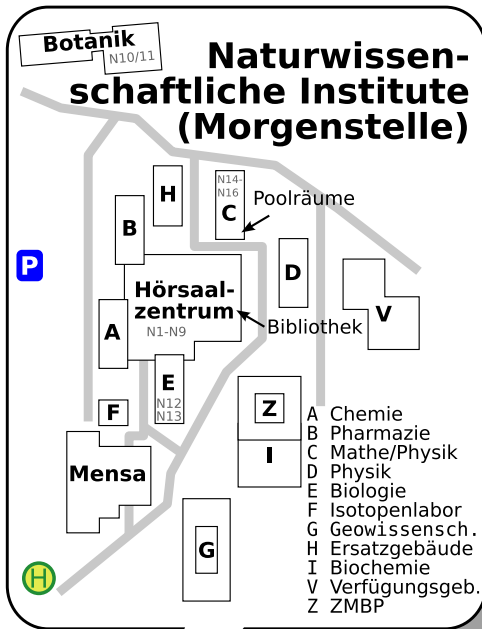 Botanik
N10/11
Naturwissen-
schaftliche Institute
(Morgenstelle)
H
N14-
N16
C
Poolräume
B
P
D
Hörsaal-
zentrum
N1-N9
V
Bibliothek
A
E
N12
N13
F
Z
I
Mensa
G
H
A Chemie
B Pharmazie
C Mathe/Physik
D Physik
E Biologie
F Isotopenlabor
G Geowissensch.
H Ersatzgebäude
I Biochemie
V Verfügungsgeb.
Z ZMBP